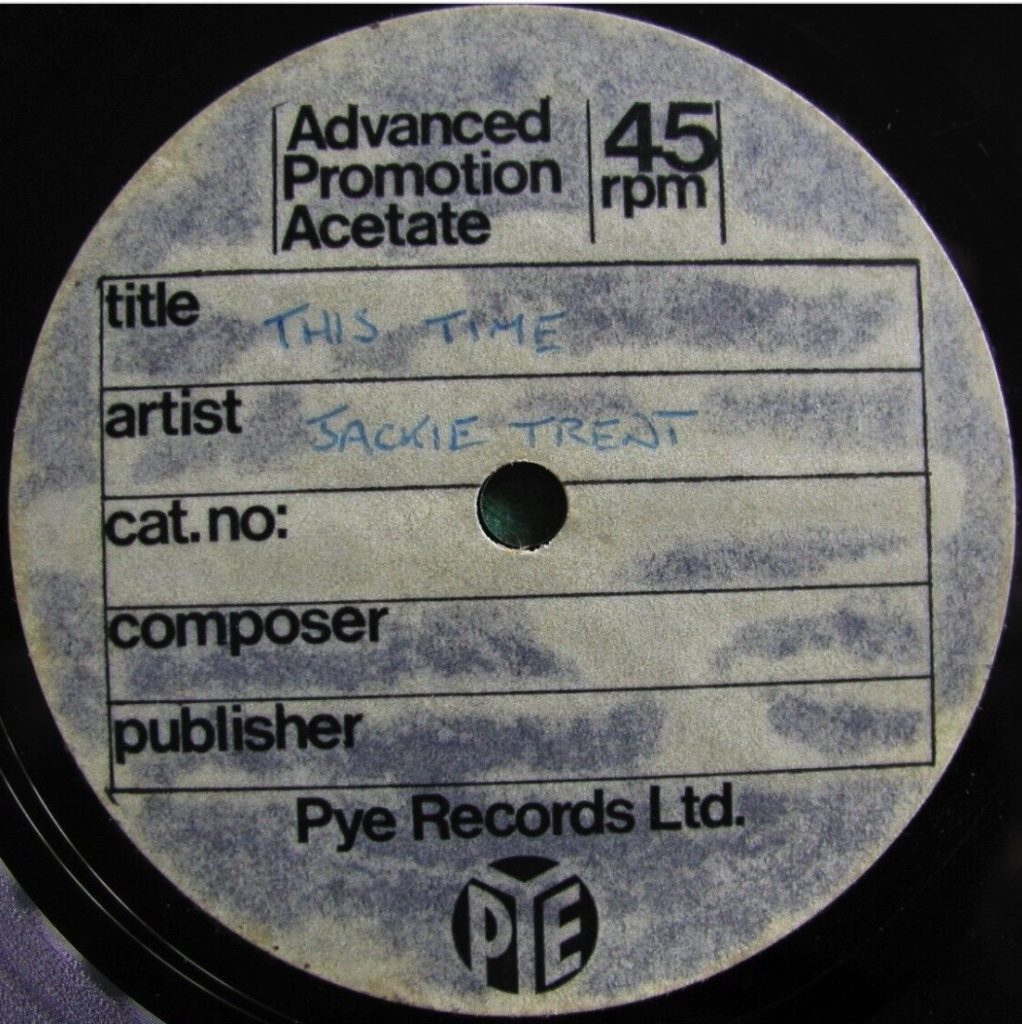 Advanced
Promotion
Acetate
45
rpm
title THIS TIME
artist JACKIE TRENT
cat.no:
composer
publisher
Pye Records Ltd.
PYE